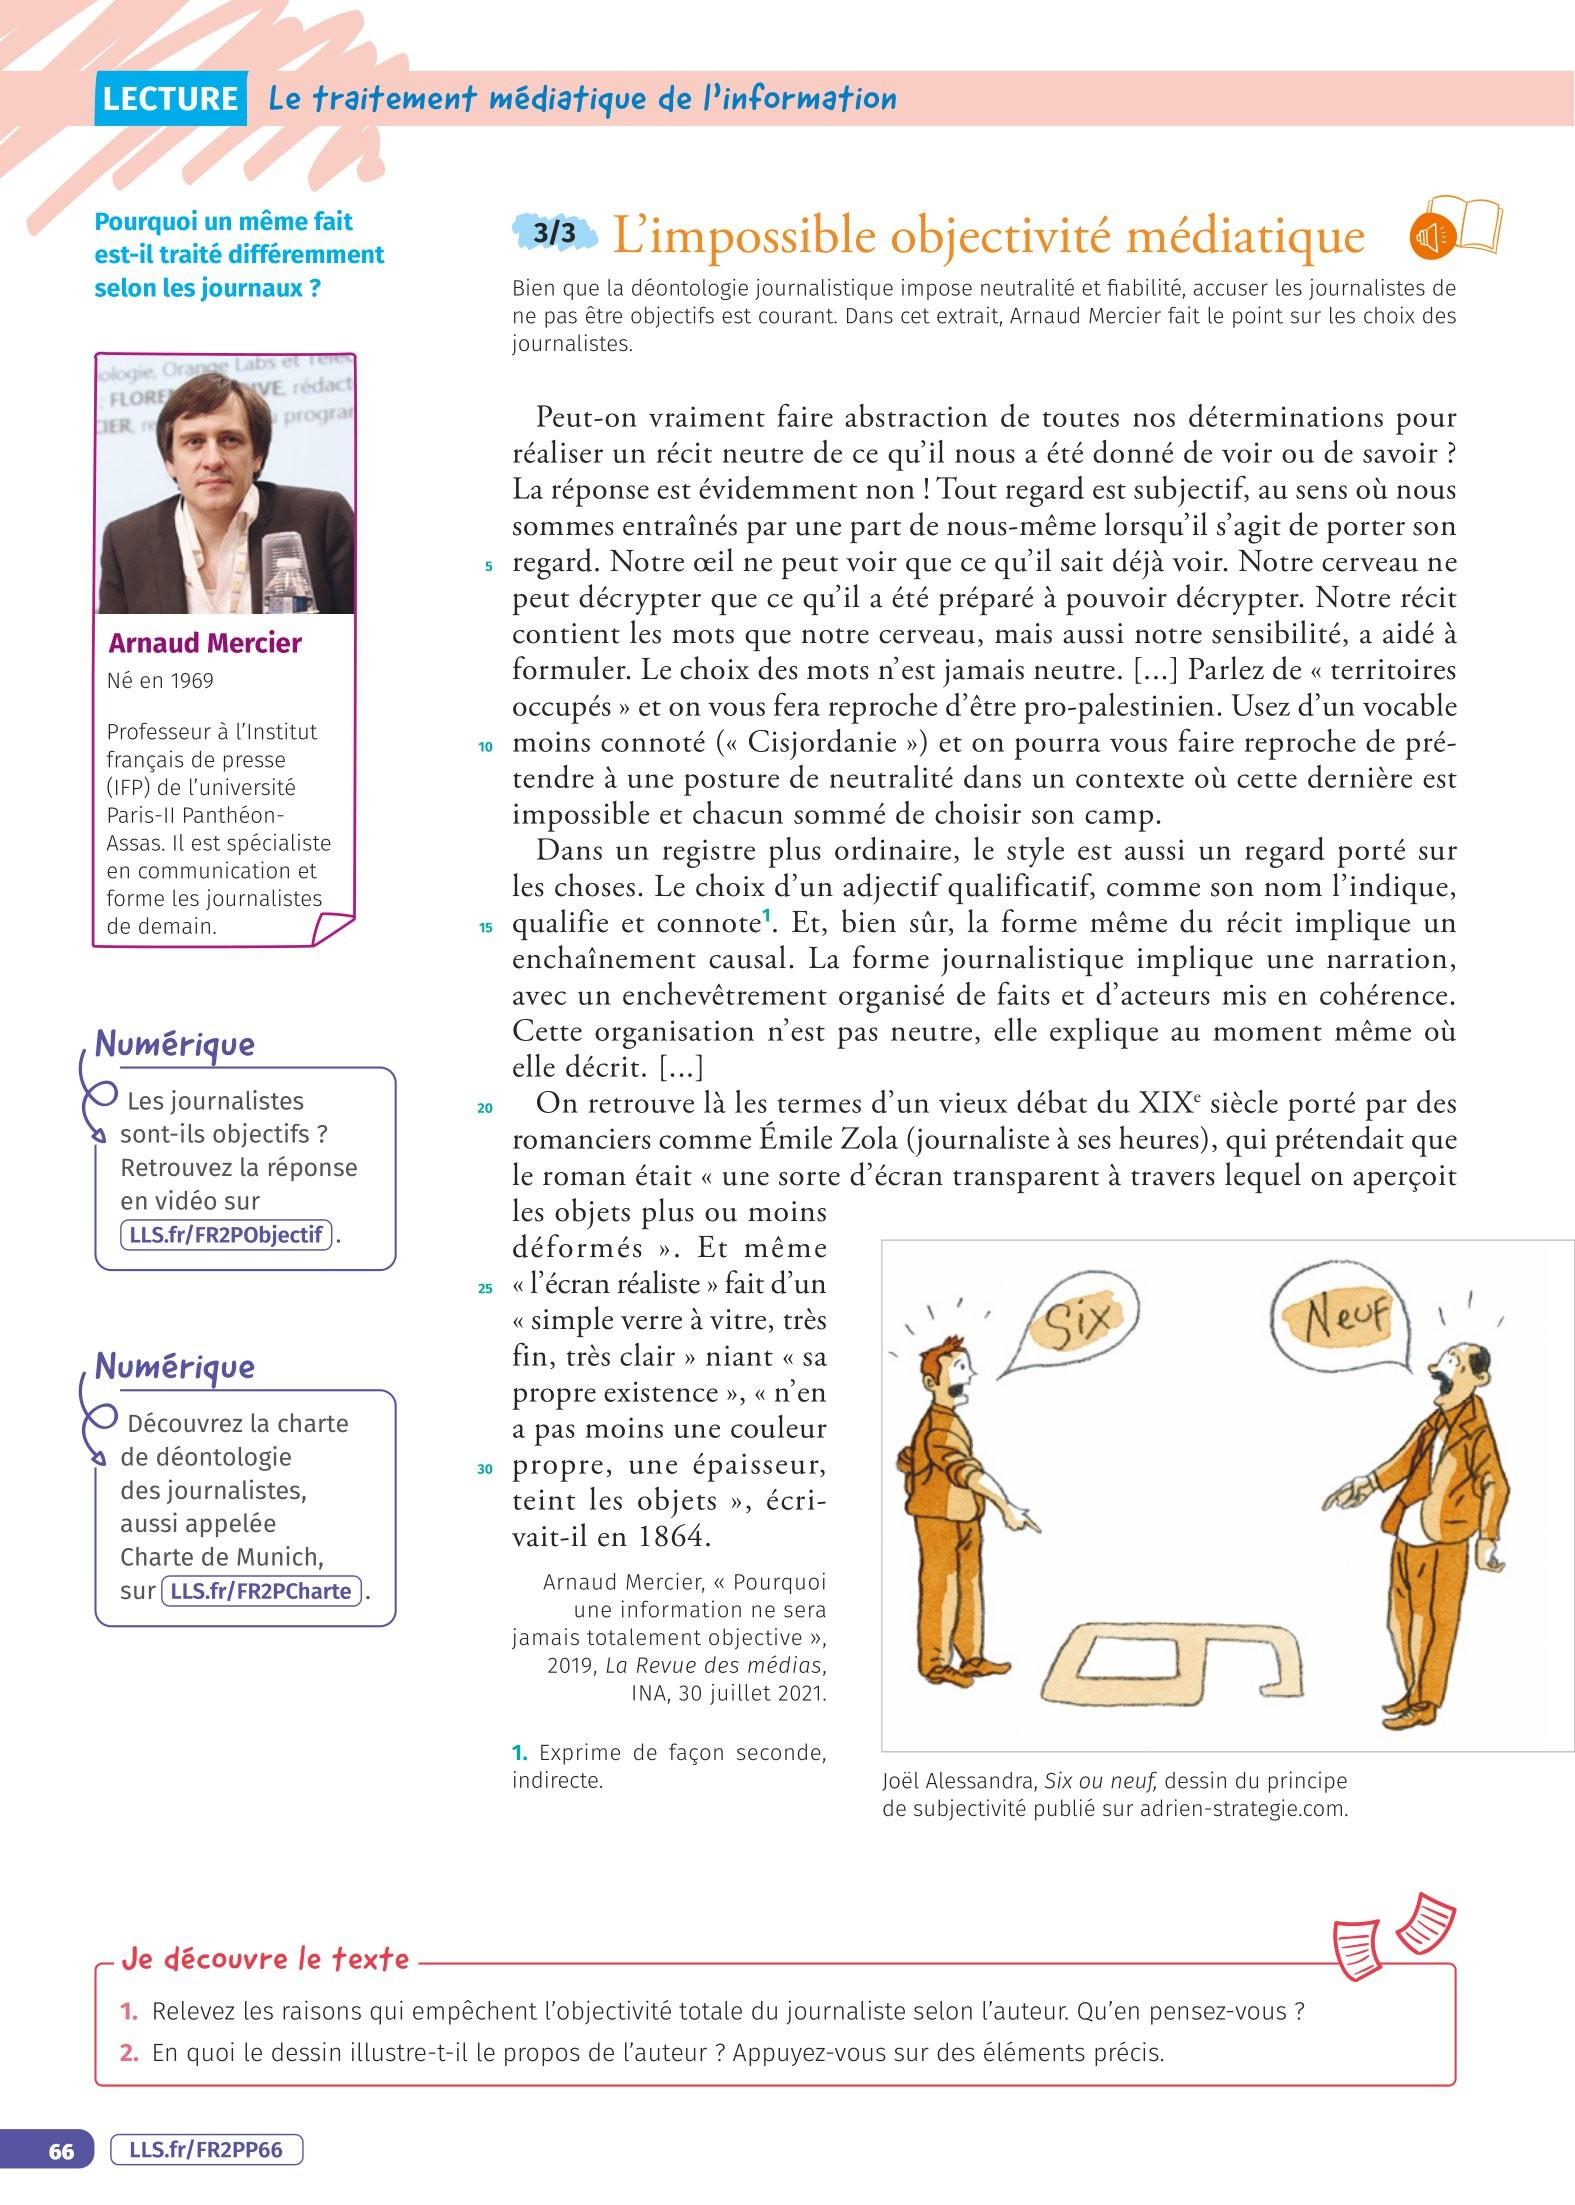 LECTURE Le traitement médiatique de l'information
Pourquoi un même fait
est-il traité différemment
selon les journaux ?
Arnaud Mercier
Né en 1969
Professeur à l'Institut
français de presse
(IFP) de l'université
Paris-II Panthéon-
Assas. Il est spécialiste
en communication et
forme les journalistes
de demain.
Numérique
Les journalistes
sont-ils objectifs ?
Retrouvez la réponse
en vidéo sur
LLS.fr/FR2PObjectif .
Numérique
Découvrez la charte
de déontologie
des journalistes,
aussi appelée
Charte de Munich,
sur LLS.fr/FR2PCharte .
3/3 L'impossible objectivité médiatique
Bien que la déontologie journalistique impose neutralité et fiabilité, accuser les journalistes de
ne pas être objectifs est courant. Dans cet extrait, Arnaud Mercier fait le point sur les choix des
journalistes.
Peut-on vraiment faire abstraction de toutes nos déterminations pour
réaliser un récit neutre de ce qu'il nous a été donné de voir ou de savoir ?
La réponse est évidemment non ! Tout regard est subjectif, au sens où nous
sommes entraînés par une part de nous-même lorsqu'il s'agit de porter son
5 regard. Notre œil ne peut voir que ce qu'il sait déjà voir. Notre cerveau ne
peut décrypter que ce qu'il a été préparé à pouvoir décrypter. Notre récit
contient les mots que notre cerveau, mais aussi notre sensibilité, a aidé à
formuler. Le choix des mots n'est jamais neutre. [...] Parlez de « territoires
occupés » et on vous fera reproche d'être pro-palestinien. Usez d'un vocable
10 moins connoté (« Cisjordanie ») et on pourra vous faire reproche de pré-
tendre à une posture de neutralité dans un contexte où cette dernière est
impossible et chacun sommé de choisir son camp.
Dans un registre plus ordinaire, le style est aussi un regard porté sur
les choses. Le choix d'un adjectif qualificatif, comme son nom l'indique,
15 qualifie et connote¹. Et, bien sûr, la forme même du récit implique un
enchaînement causal. La forme journalistique implique une narration,
avec un enchevêtrement organisé de faits et d'acteurs mis en cohérence.
Cette organisation n'est pas neutre, elle explique au moment même où
elle décrit. [...]
20 On retrouve là les termes d'un vieux débat du XIXe siècle porté par des
romanciers comme Émile Zola (journaliste à ses heures), qui prétendait que
le roman était « une sorte d'écran transparent à travers lequel on aperçoit
les objets plus ou moins
déformés ». Et même
25 « l'écran réaliste » fait d'un
« simple verre à vitre, très
fin, très clair » niant « sa
propre existence », « n'en
a pas moins une couleur
30 propre, une épaisseur,
teint les objets », écri-
vait-il en 1864.
Arnaud Mercier, « Pourquoi
une information ne sera
jamais totalement objective »,
2019, La Revue des médias,
INA, 30 juillet 2021.
1. Exprime de façon seconde,
indirecte.
Six
Neuf
Joël Alessandra, Six ou neuf, dessin du principe
de subjectivité publié sur adrien-strategie.com.
Je découvre le texte
1. Relevez les raisons qui empêchent l'objectivité totale du journaliste selon l'auteur. Qu'en pensez-vous ?
2. En quoi le dessin illustre-t-il le propos de l'auteur ? Appuyez-vous sur des éléments précis.
66 LLS.fr/FR2PP66